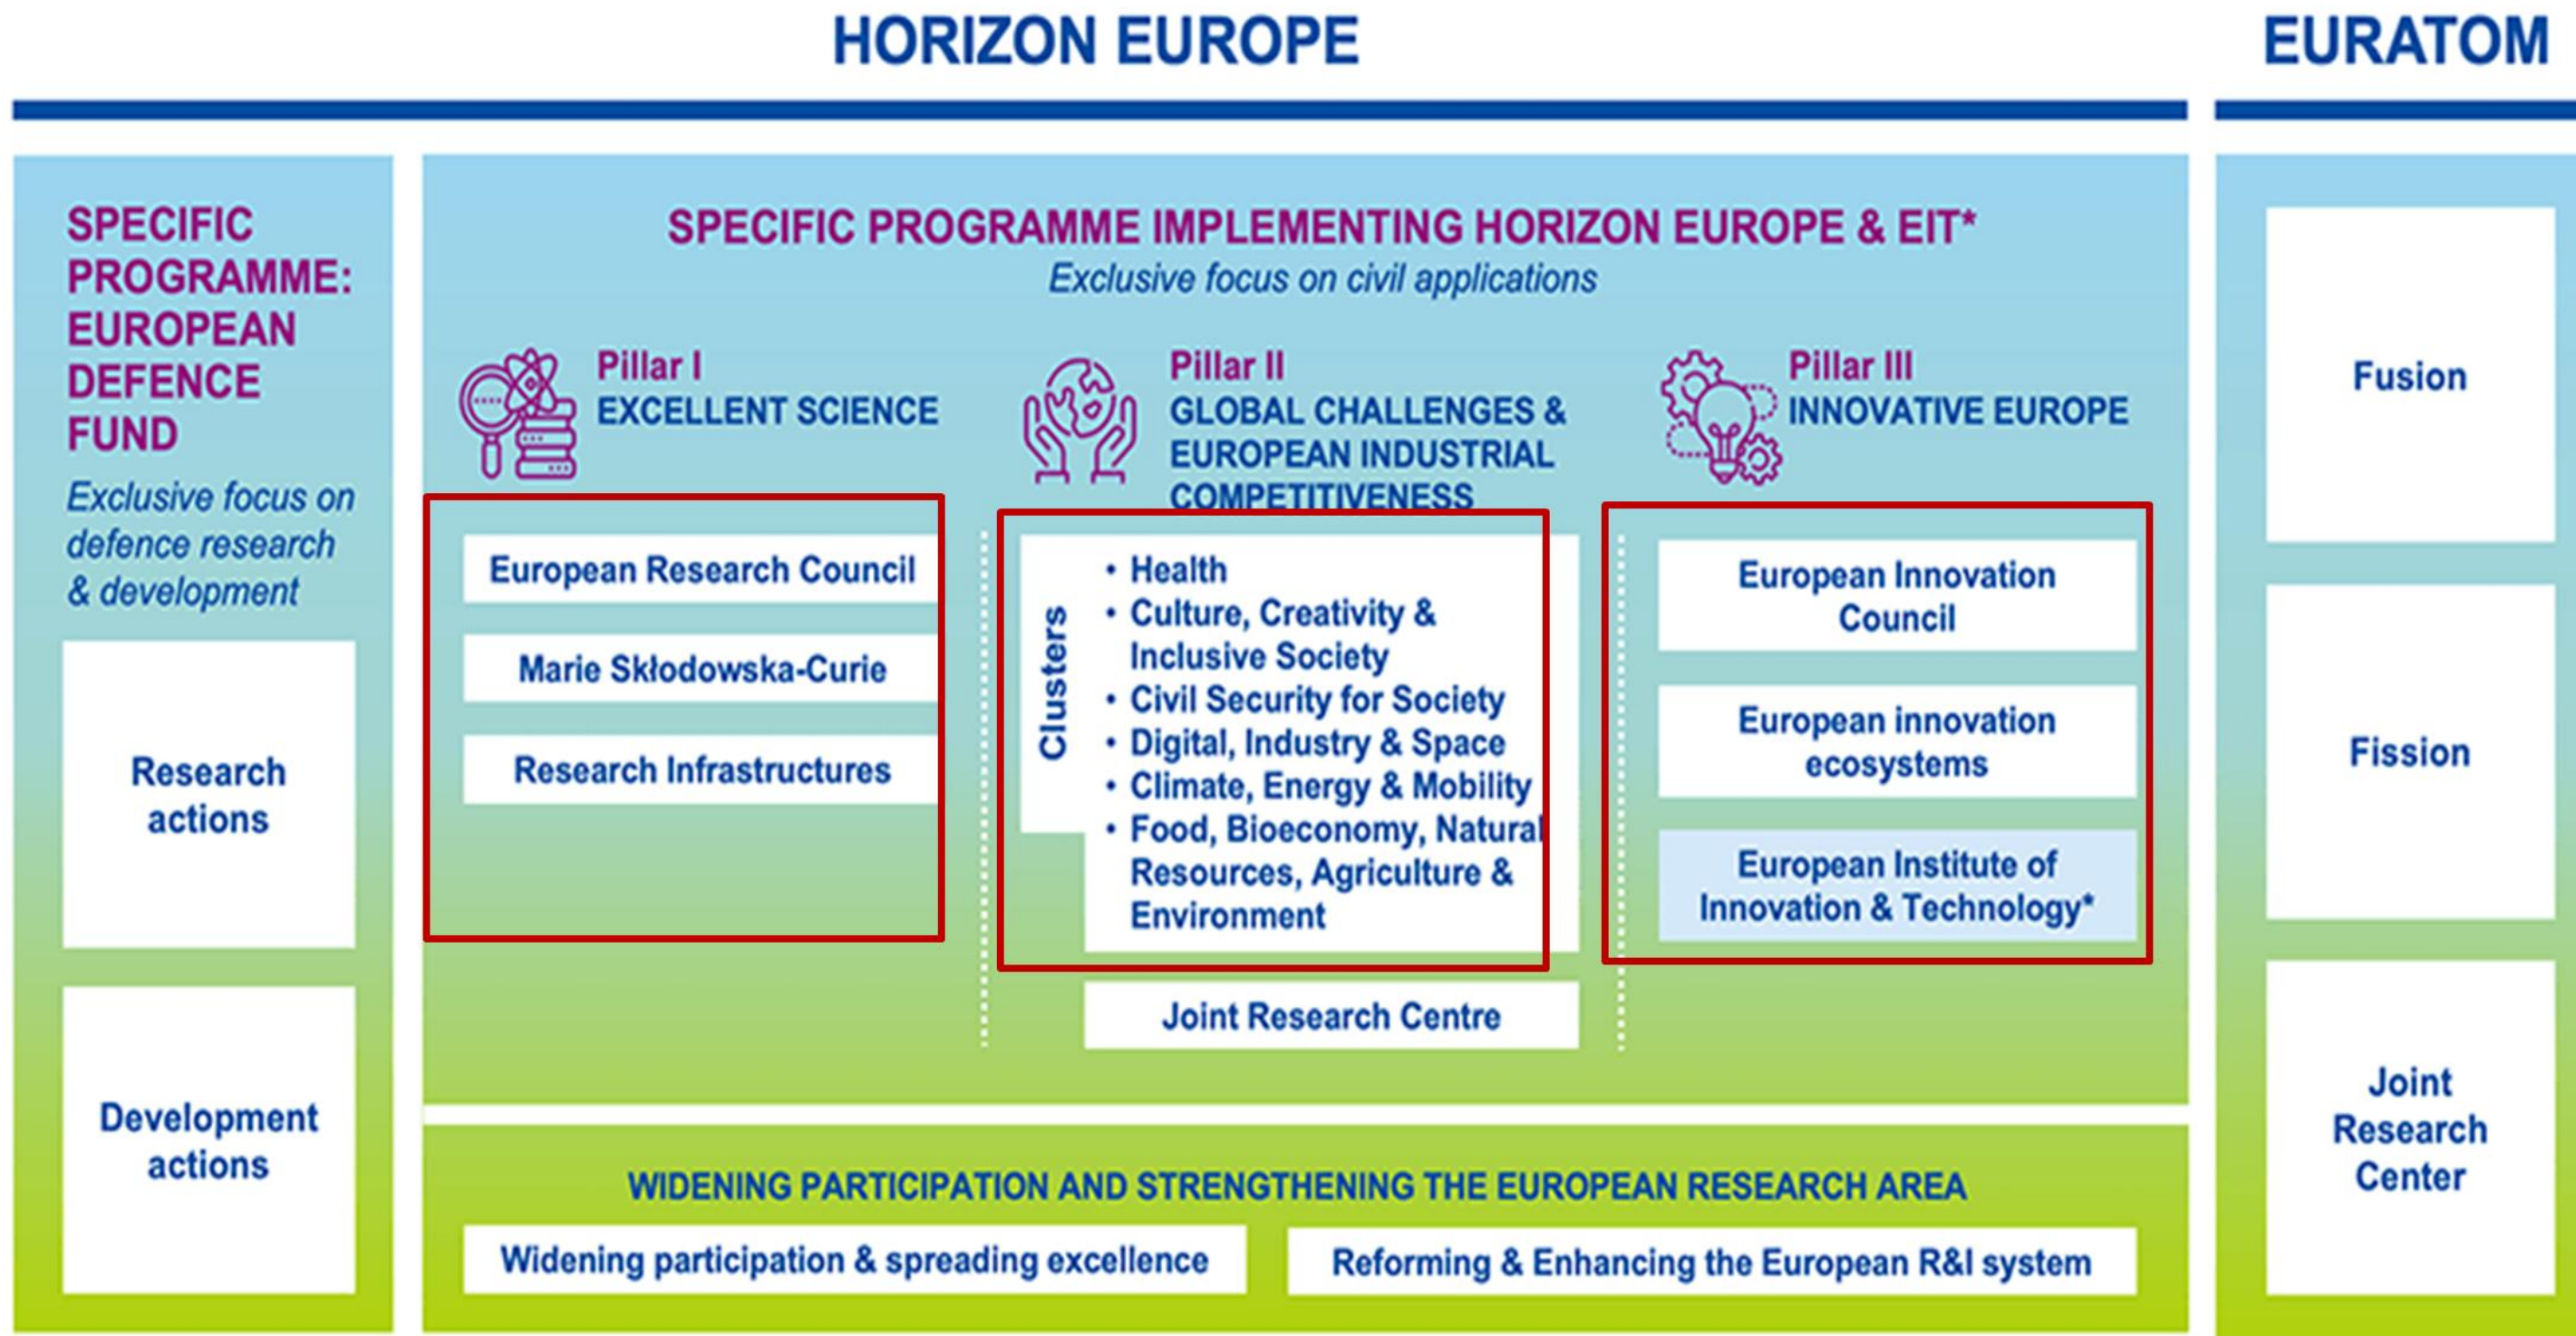 HORIZON EUROPE
EURATOM
SPECIFIC
PROGRAMME:
EUROPEAN
DEFENCE
FUND
Exclusive focus on
defence research
& development
Research
actions
Development
actions
SPECIFIC PROGRAMME IMPLEMENTING HORIZON EUROPE & EIT*
Exclusive focus on civil applications
Pillar I
EXCELLENT SCIENCE
European Research Council
Marie Skłodowska-Curie
Research Infrastructures
Pillar II
GLOBAL CHALLENGES &
EUROPEAN INDUSTRIAL
COMPETITIVENESS
Clusters
• Health
• Culture, Creativity &
Inclusive Society
• Civil Security for Society
• Digital, Industry & Space
• Climate, Energy & Mobility
• Food, Bioeconomy, Natural
Resources, Agriculture &
Environment
Joint Research Centre
Pillar III
INNOVATIVE EUROPE
European Innovation
Council
European innovation
ecosystems
European Institute of
Innovation & Technology*
WIDENING PARTICIPATION AND STRENGTHENING THE EUROPEAN RESEARCH AREA
Widening participation & spreading excellence
Reforming & Enhancing the European R&I system
Fusion
Fission
Joint
Research
Center